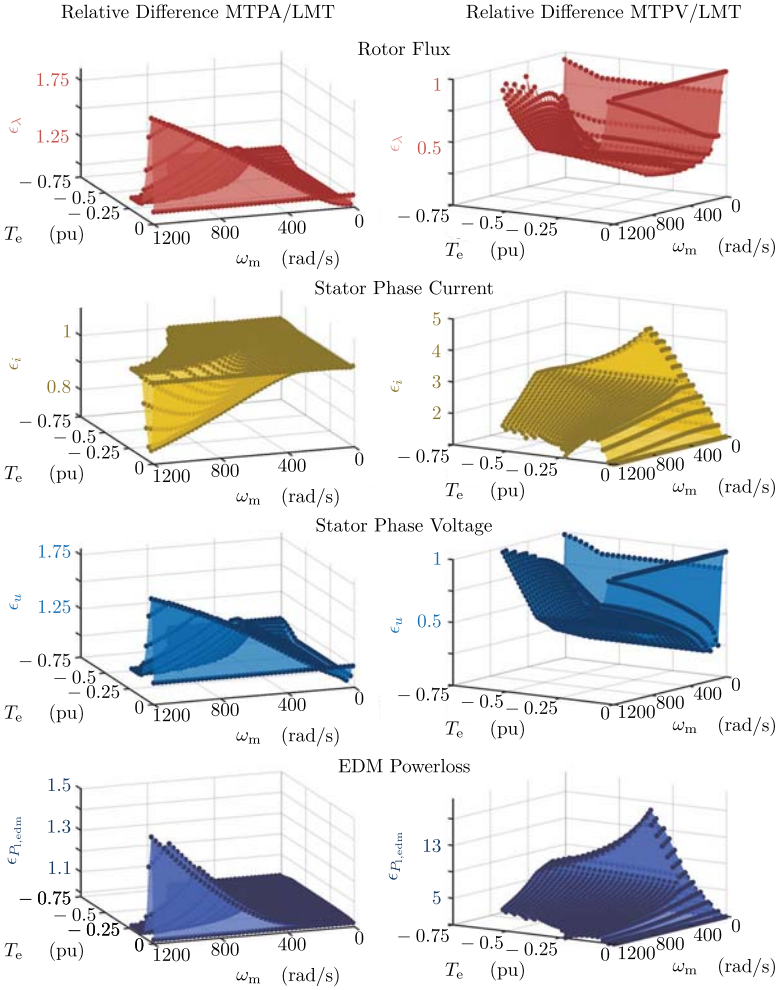 Relative Difference MTPA/LMT
Relative Difference MTPV/LMT
Rotor Flux
1.75
1.25
ϵλ
− 0.75
− 0.5
− 0.25
0
Te (pu)
1200
800
400
0
ωm (rad/s)
1
0.5
ϵλ
− 0.75
− 0.5
− 0.25
0
Te (pu)
1200
800
400
0
ωm (rad/s)
Stator Phase Current
1
0.8
ϵi
− 0.75
− 0.5
− 0.25
0
Te (pu)
1200
800
400
0
ωm (rad/s)
5
4
3
2
ϵi
− 0.75
− 0.5
− 0.25
0
Te (pu)
1200
800
400
0
ωm (rad/s)
Stator Phase Voltage
1.75
1.25
ϵu
− 0.75
− 0.5
− 0.25
0
Te (pu)
1200
800
400
0
ωm (rad/s)
1
0.5
ϵu
− 0.75
− 0.5
− 0.25
0
Te (pu)
1200
800
400
0
ωm (rad/s)
EDM Powerloss
1.5
1.3
1.1
ϵPl,edm
− 0.75
− 0.5
− 0.25
0
Te (pu)
1200
800
400
0
ωm (rad/s)
13
5
ϵPl,edm
− 0.75
− 0.5
− 0.25
0
Te (pu)
1200
800
400
0
ωm (rad/s)